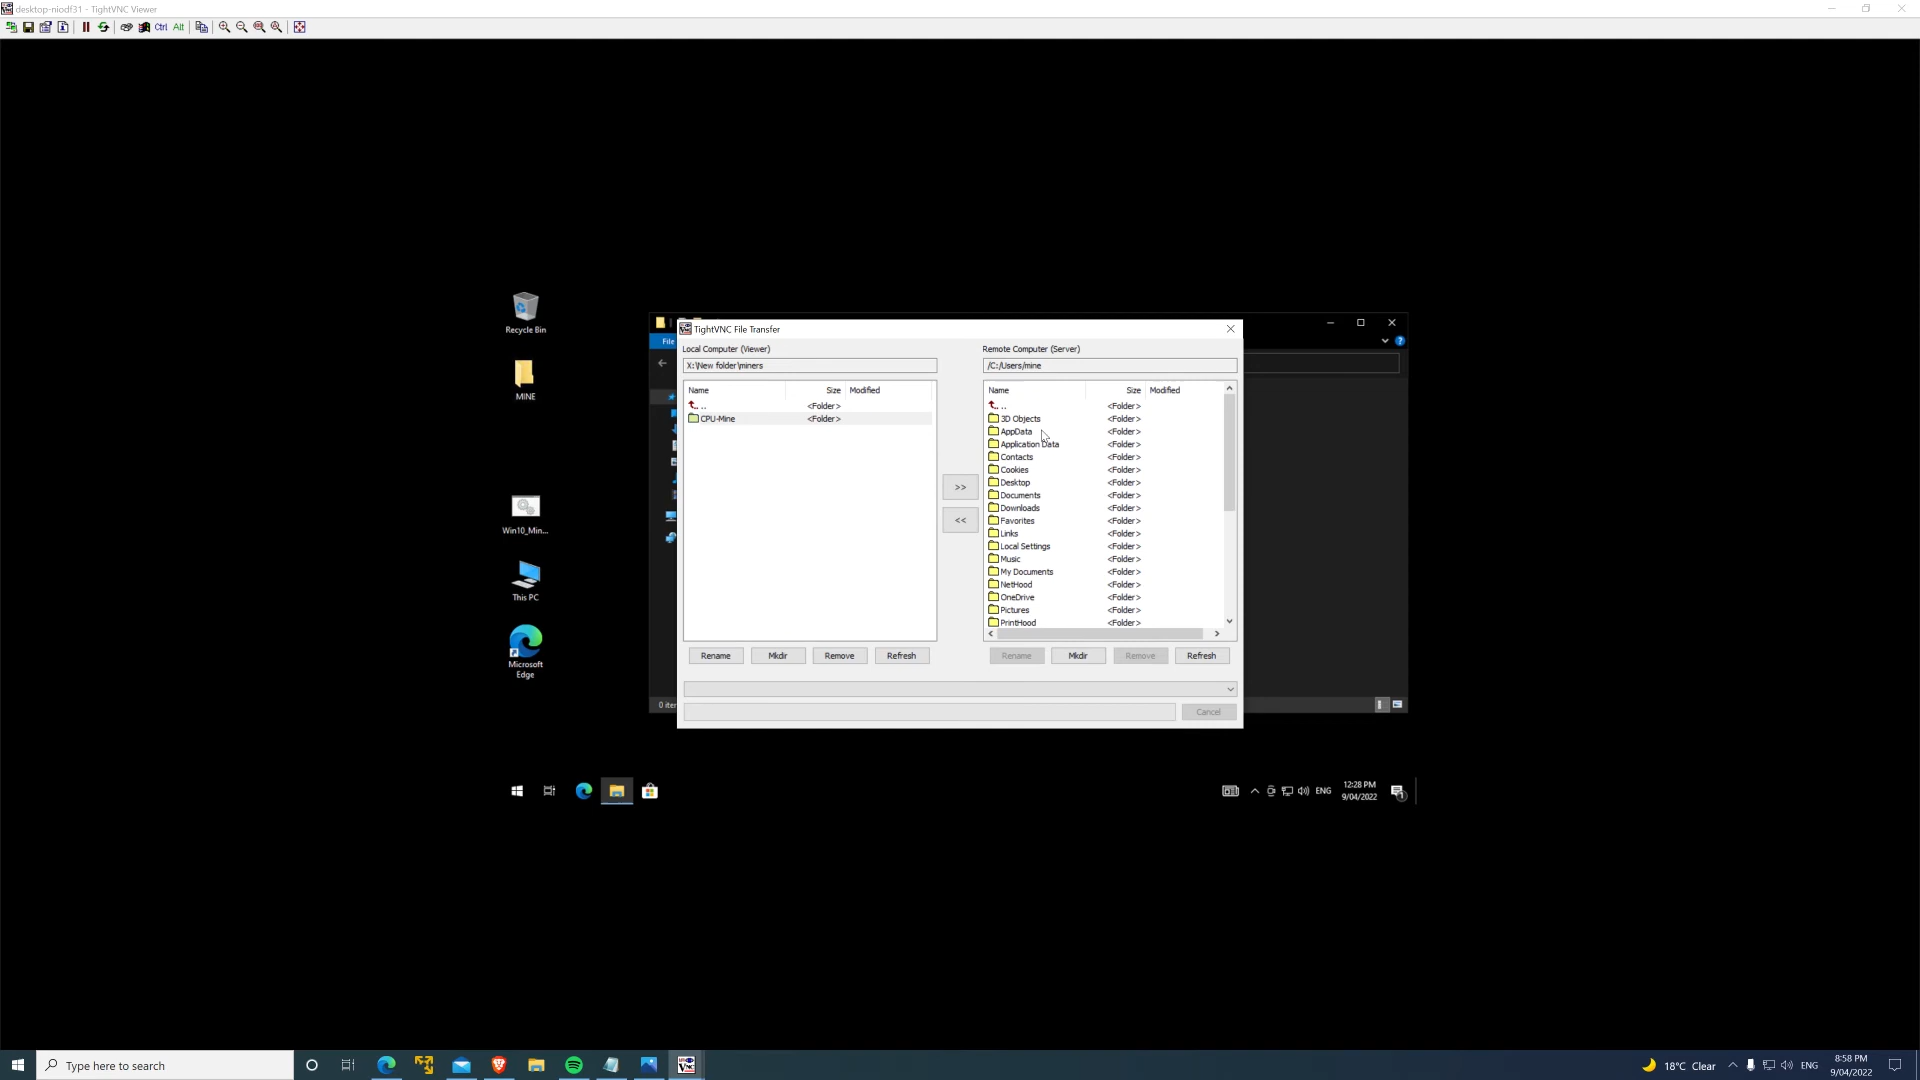 desktop-niodf31 - TightVNC Viewer
Ctrl Alt
Recycle Bin
MINE
Win10_Min...
This PC
Microsoft
Edge
File
0 iter
TightVNC File Transfer
Local Computer (Viewer)
X:\New folder\miners
Name Size Modified
.. <Folder>
CPU-Mine <Folder>
Rename Mkdir Remove Refresh
>>
<<
Remote Computer (Server)
/C:/Users/mine
Name Size Modified
.. <Folder>
3D Objects <Folder>
AppData <Folder>
Application Data <Folder>
Contacts <Folder>
Cookies <Folder>
Desktop <Folder>
Documents <Folder>
Downloads <Folder>
Favorites <Folder>
Links <Folder>
Local Settings <Folder>
Music <Folder>
My Documents <Folder>
NetHood <Folder>
OneDrive <Folder>
Pictures <Folder>
PrintHood <Folder>
Rename Mkdir Remove Refresh
Cancel
ENG
12:28 PM
9/04/2022
1
Type here to search
VNC
18°C Clear
ENG
8:58 PM
9/04/2022